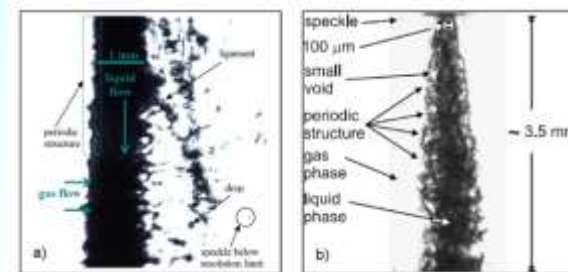 1 mm
liquid
flow
ligament
periodic
structure
gas flow
drop
speckle below
resolution limit
a)
speckle
100 µm
small
void
periodic
structure
gas
phase
liquid
phase
~ 3.5 mm
b)